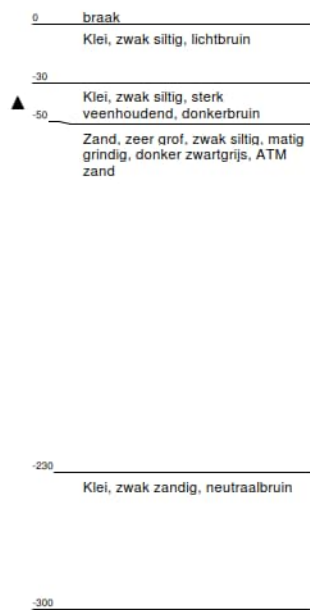 0 braak
Klei, zwak siltig, lichtbruin
-30
Klei, zwak siltig, sterk
veenhoudend, donkerbruin
-50
Zand, zeer grof, zwak siltig, matig
grindig, donker zwartgrijs, ATM
zand
-230
Klei, zwak zandig, neutraalbruin
-300